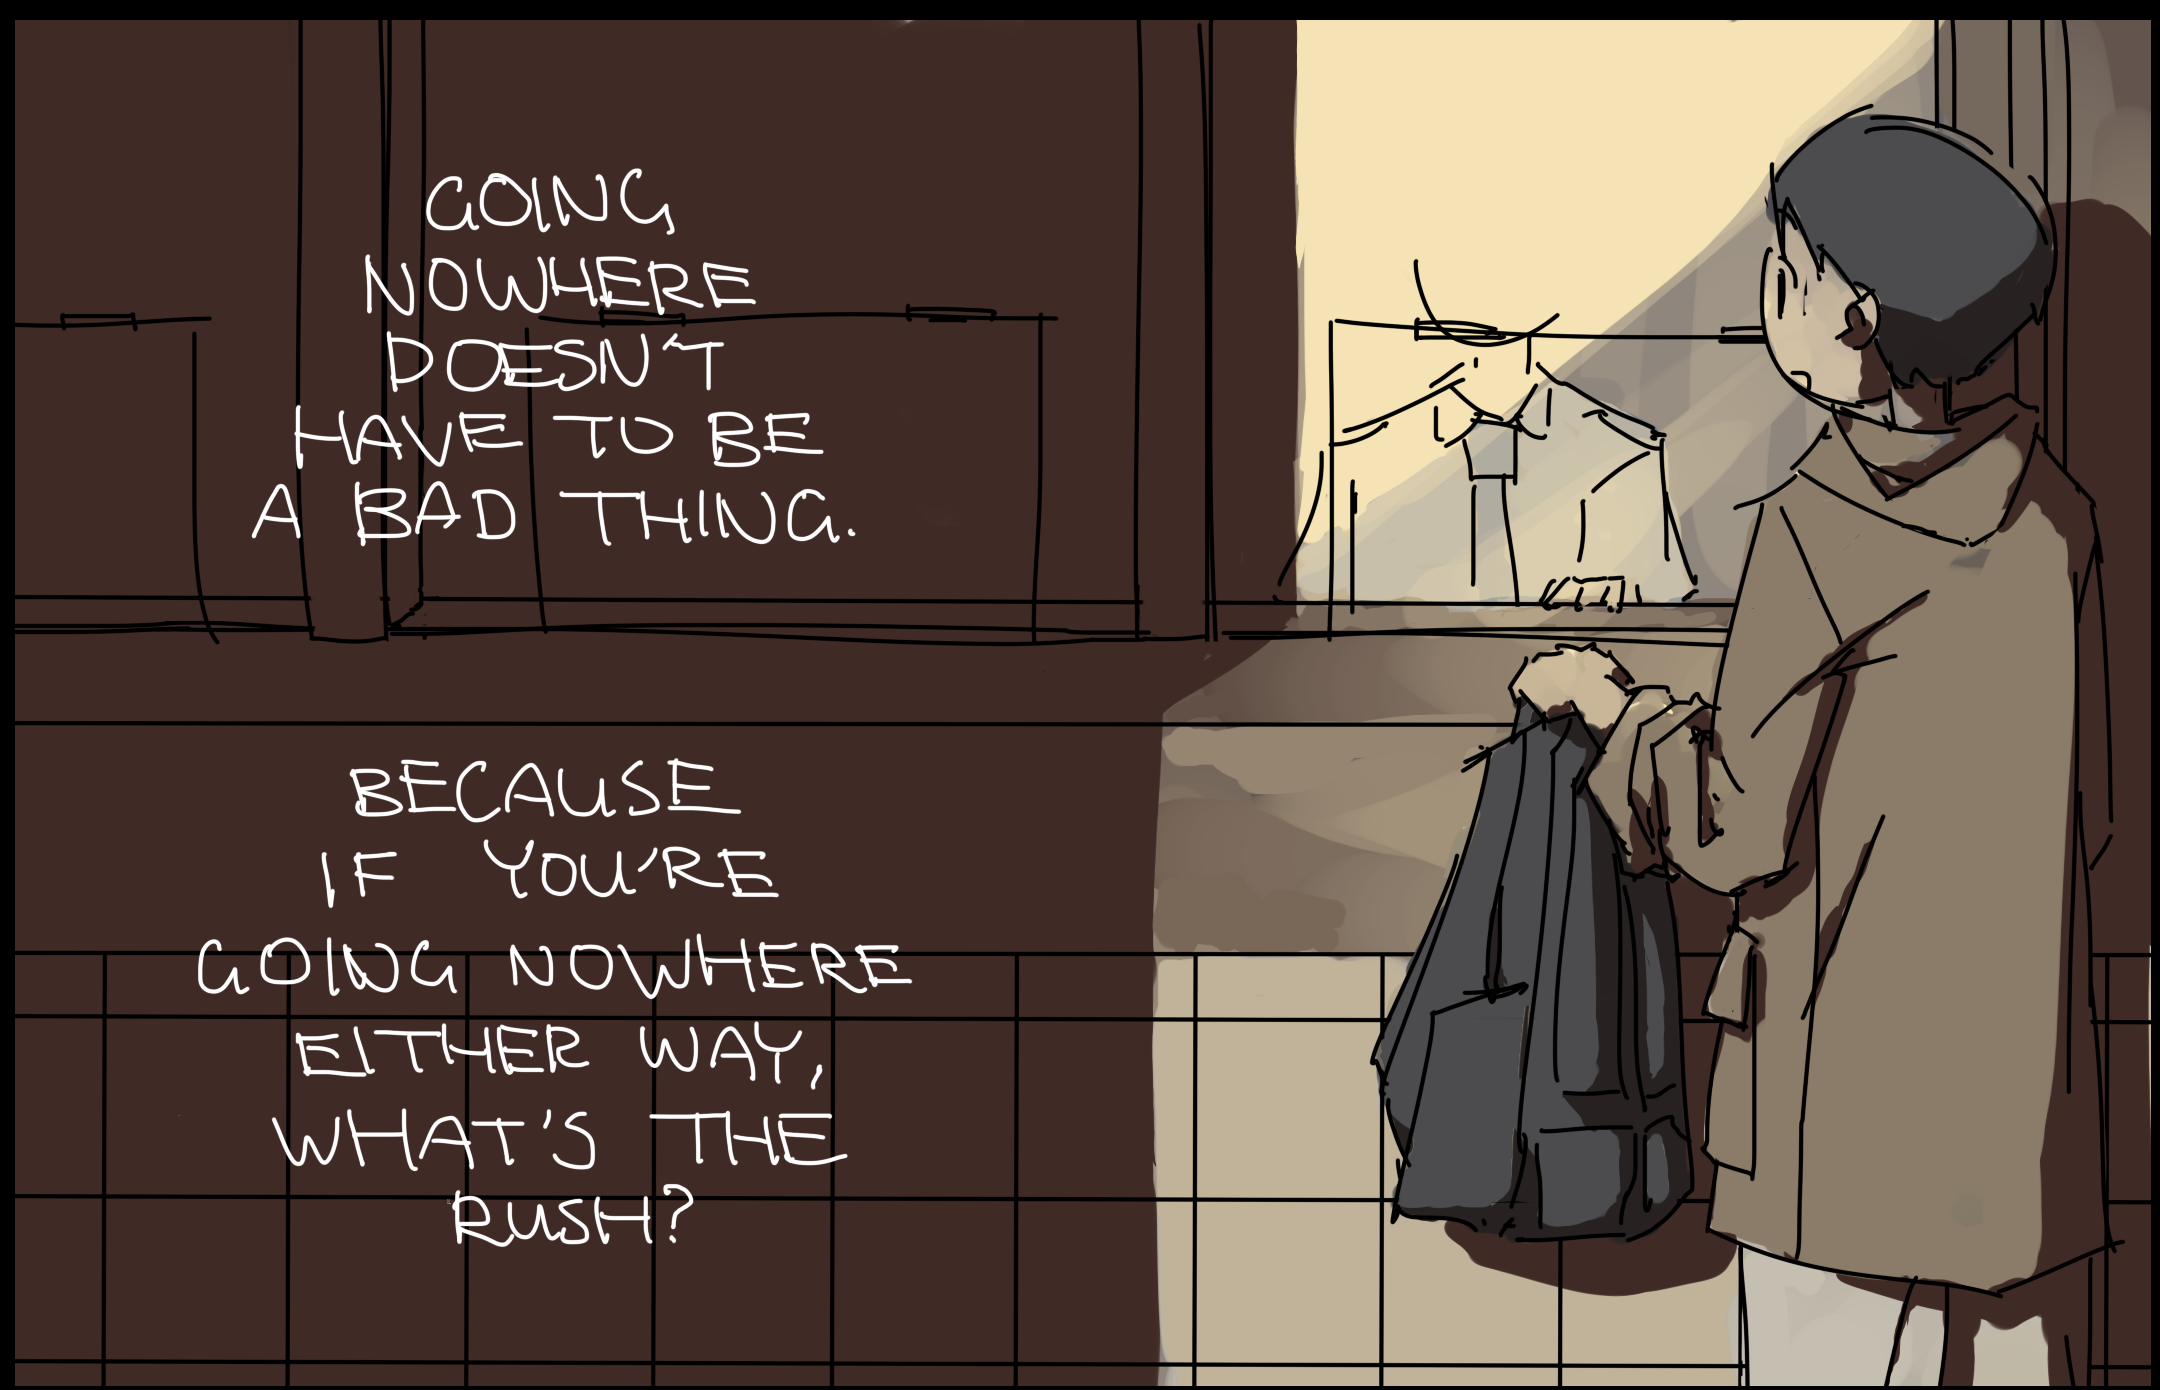 GOING
NOWHERE
DOESN'T
HAVE TO BE
A BAD THING.
BECAUSE
IF YOU'RE
GOING NOWHERE
EITHER WAY,
WHAT'S THE
RUSH?